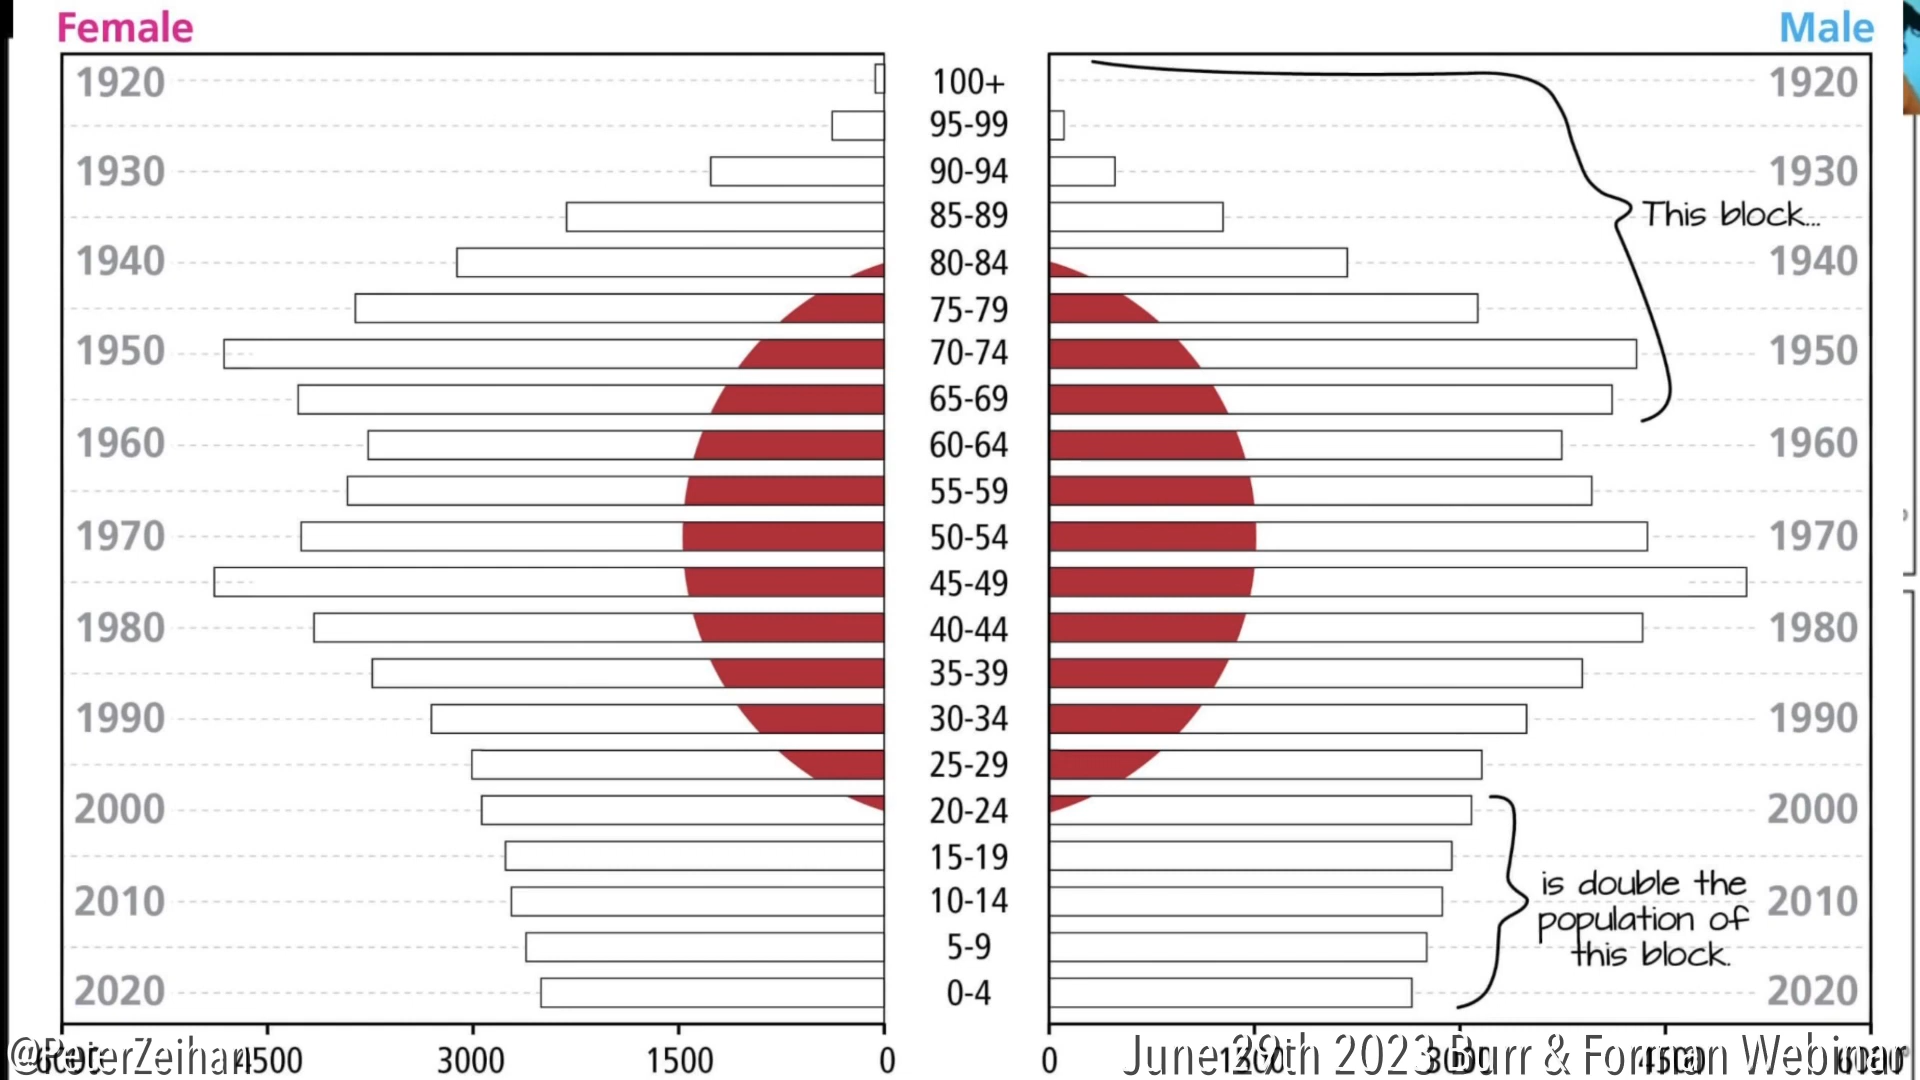 Female
Male
1920 100+ 1920
95-99
1930 90-94 1930
85-89
This block...
1940 80-84 1940
75-79
1950 70-74 1950
65-69
1960 60-64 1960
55-59
1970 50-54 1970
45-49
1980 40-44 1980
35-39
1990 30-34 1990
25-29
2000 20-24 2000
15-19
is double the
2010 10-14 2010
population of
5-9
this block.
2020 0-4 2020
6000 4500 3000 1500 0 0 1500 3000 4500 6000
@PeterZeihan
June 29th 2023 Burr & Forman Webinar